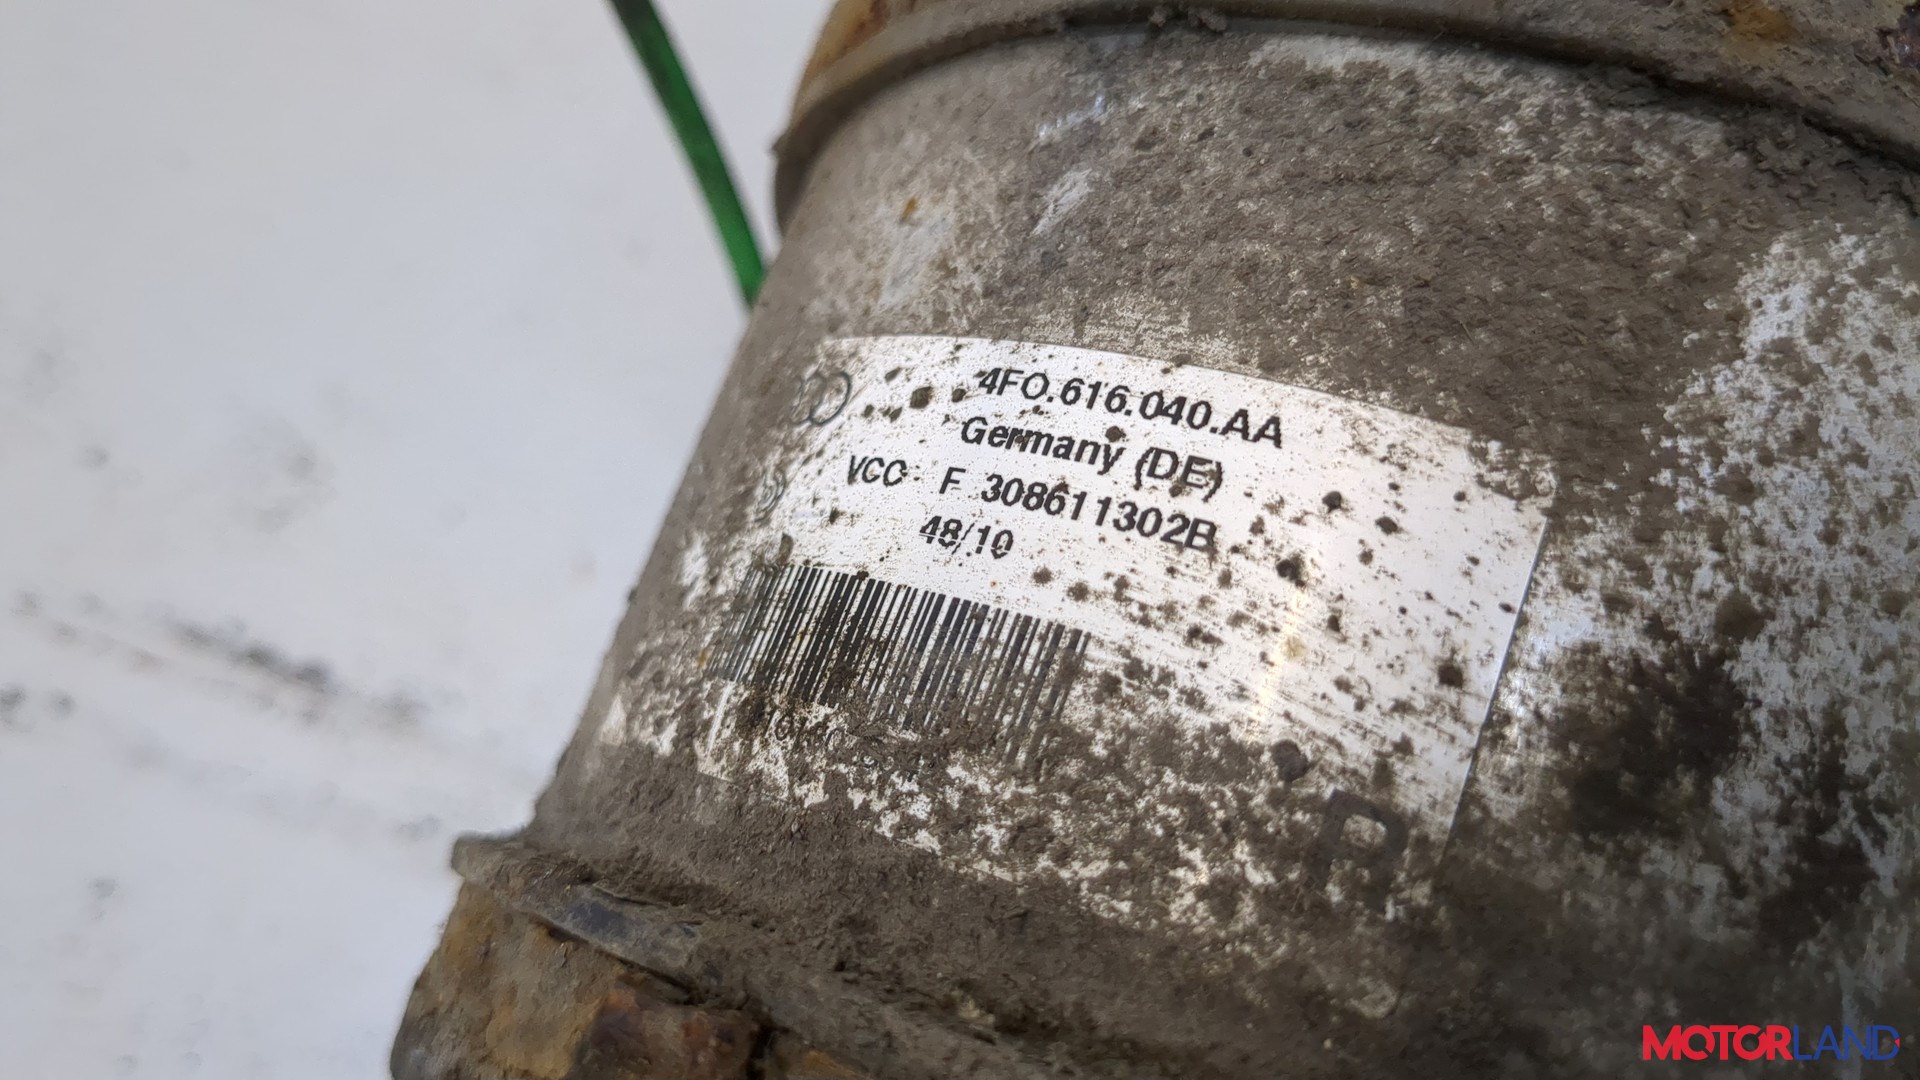 4F0.616.040.AA
Germany (DE)
VCC F 308611302B
48/10
R
MOTORLAND